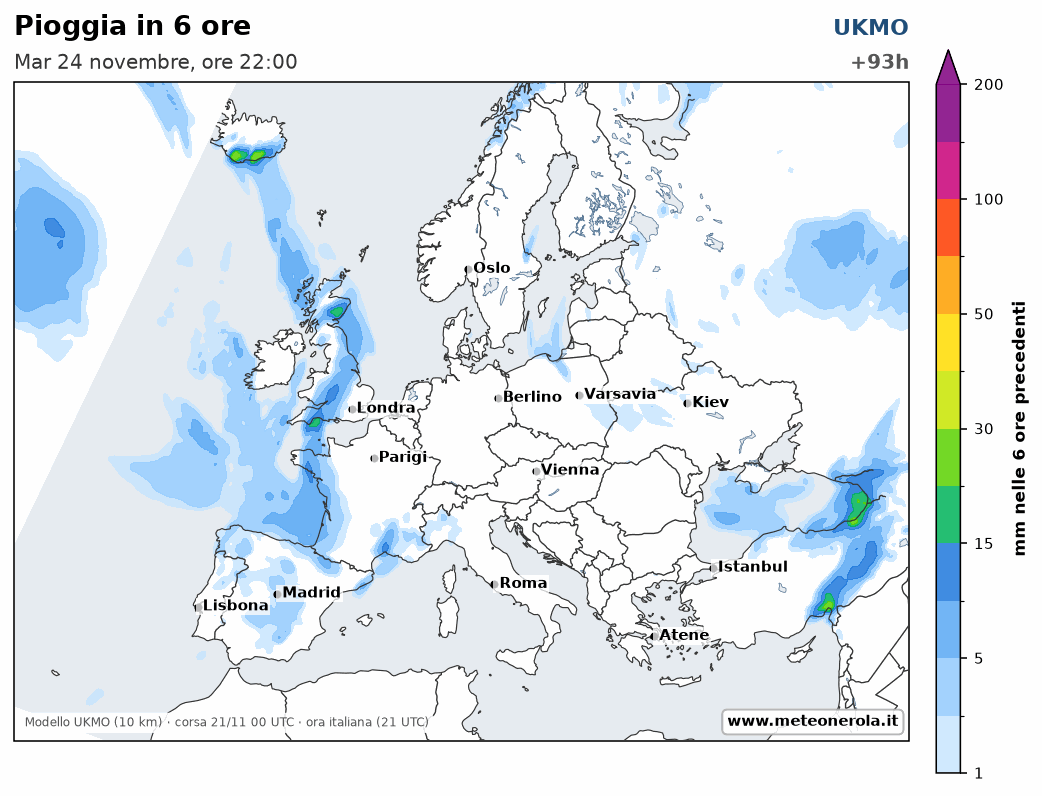 Pioggia in 6 ore
UKMO
Mar 24 novembre, ore 22:00
+93h
200
100
50
30
15
5
1
mm nelle 6 ore precedenti
Oslo
Berlino
Varsavia
Kiev
Londra
Parigi
Vienna
Istanbul
Roma
Madrid
Lisbona
Atene
Modello UKMO (10 km) · corsa 21/11 00 UTC · ora italiana (21 UTC)
www.meteonerola.it